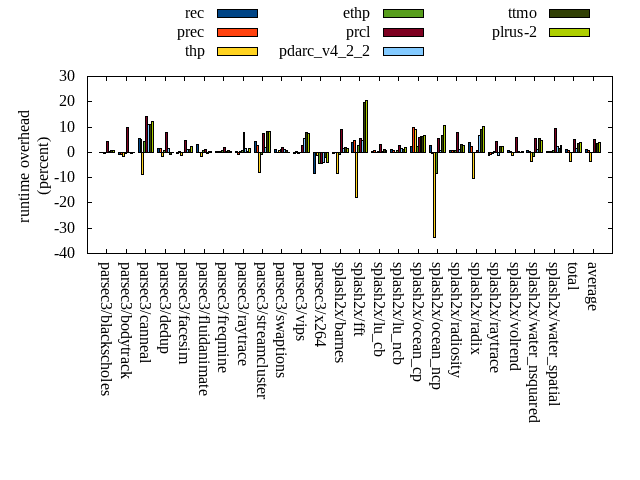 rec
prec
thp
ethp
prcl
pdarc_v4_2_2
ttmo
plrus-2
runtime overhead
(percent)
30
20
10
0
-10
-20
-30
-40
parsec3/blackscholes
parsec3/bodytrack
parsec3/canneal
parsec3/dedup
parsec3/facesim
parsec3/fluidanimate
parsec3/freqmine
parsec3/raytrace
parsec3/streamcluster
parsec3/swaptions
parsec3/vips
parsec3/x264
splash2x/barnes
splash2x/fft
splash2x/lu_cb
splash2x/lu_ncb
splash2x/ocean_cp
splash2x/ocean_ncp
splash2x/radiosity
splash2x/radix
splash2x/raytrace
splash2x/volrend
splash2x/water_nsquared
splash2x/water_spatial
total
average